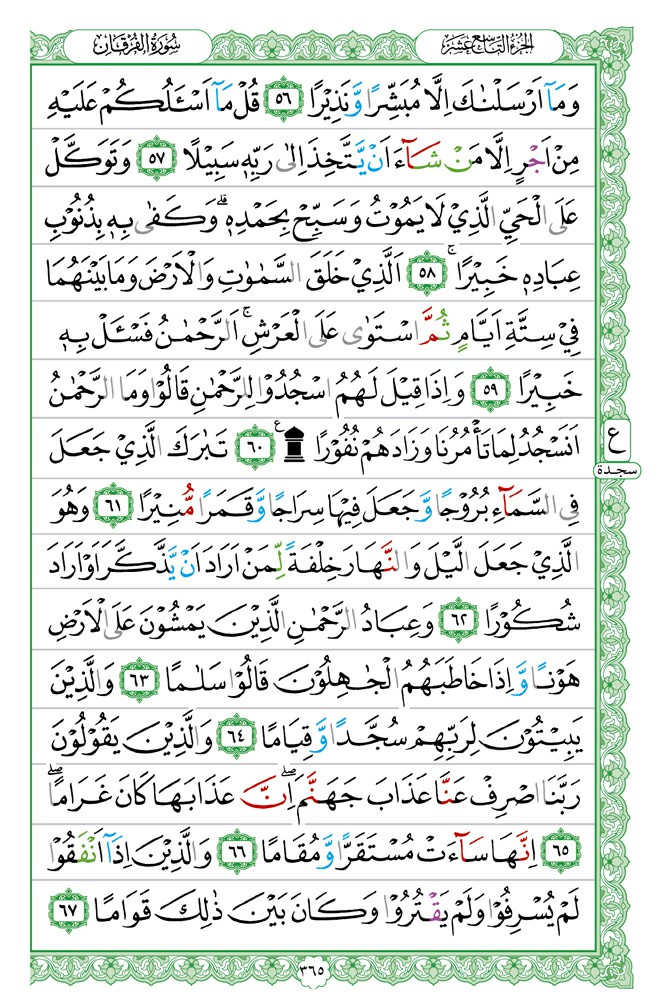 الجزء التاسع عشر
سورة الفرقان
وَمَآ اَرۡسَلۡنٰكَ اِلَّا مُبَشِّرًا وَّنَذِيۡرًا ﴿٥٦﴾ قُلۡ مَآ اَسۡـَٔلُكُمۡ عَلَيۡهِ
مِنۡ اَجۡرٍ اِلَّا مَنۡ شَآءَ اَنۡ يَّتَّخِذَ اِلٰى رَبِّهٖ سَبِيۡلًا ﴿٥٧﴾ وَتَوَكَّلۡ
عَلَى الۡحَيِّ الَّذِيۡ لَا يَمُوۡتُ وَسَبِّحۡ بِحَمۡدِهٖۗ وَكَفٰى بِهٖ بِذُنُوۡبِ
عِبَادِهٖ خَبِيۡرًاۚ ﴿٥٨﴾ اَلَّذِيۡ خَلَقَ السَّمٰوٰتِ وَالۡاَرۡضَ وَمَا بَيۡنَهُمَا
فِيۡ سِتَّةِ اَيَّامٍ ثُمَّ اسۡتَوٰى عَلَى الۡعَرۡشِۚ اَلرَّحۡمٰنُ فَسۡـَٔلۡ بِهٖ
خَبِيۡرًا ﴿٥٩﴾ وَاِذَا قِيۡلَ لَهُمُ اسۡجُدُوۡا لِلرَّحۡمٰنِ قَالُوۡا وَمَا الرَّحۡمٰنُ
اَنَسۡجُدُ لِمَا تَأۡمُرُنَا وَزَادَهُمۡ نُفُوۡرًا ۩ ع ﴿٦٠﴾ تَبٰرَكَ الَّذِيۡ جَعَلَ
ع
سجدة
فِى السَّمَآءِ بُرُوۡجًا وَّجَعَلَ فِيۡهَا سِرَاجًا وَّقَمَرًا مُّنِيۡرًا ﴿٦١﴾ وَهُوَ
الَّذِيۡ جَعَلَ الَّيۡلَ وَالنَّهَارَ خِلۡفَةً لِّمَنۡ اَرَادَ اَنۡ يَّذَّكَّرَ اَوۡ اَرَادَ
شُكُوۡرًا ﴿٦٢﴾ وَعِبَادُ الرَّحۡمٰنِ الَّذِيۡنَ يَمۡشُوۡنَ عَلَى الۡاَرۡضِ
هَوۡنًا وَّاِذَا خَاطَبَهُمُ الۡجٰهِلُوۡنَ قَالُوۡا سَلٰمًا ﴿٦٣﴾ وَالَّذِيۡنَ
يَبِيۡتُوۡنَ لِرَبِّهِمۡ سُجَّدًا وَّقِيَامًا ﴿٦٤﴾ وَالَّذِيۡنَ يَقُوۡلُوۡنَ
رَبَّنَا اصۡرِفۡ عَنَّا عَذَابَ جَهَنَّمَۖ اِنَّ عَذَابَهَا كَانَ غَرَامًاۖ
﴿٦٥﴾ اِنَّهَا سَآءَتۡ مُسۡتَقَرًّا وَّمُقَامًا ﴿٦٦﴾ وَالَّذِيۡنَ اِذَآ اَنۡفَقُوۡا
لَمۡ يُسۡرِفُوۡا وَلَمۡ يَقۡتُرُوۡا وَكَانَ بَيۡنَ ذٰلِكَ قَوَامًا ﴿٦٧﴾
٣٦٥